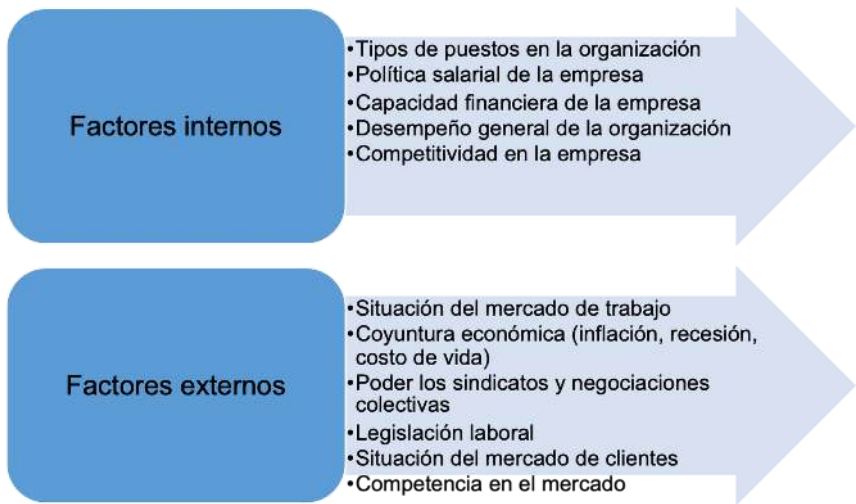 Factores internos
•Tipos de puestos en la organización
•Política salarial de la empresa
•Capacidad financiera de la empresa
•Desempeño general de la organización
•Competitividad en la empresa
Factores externos
•Situación del mercado de trabajo
•Coyuntura económica (inflación, recesión,
costo de vida)
•Poder los sindicatos y negociaciones
colectivas
•Legislación laboral
•Situación del mercado de clientes
•Competencia en el mercado